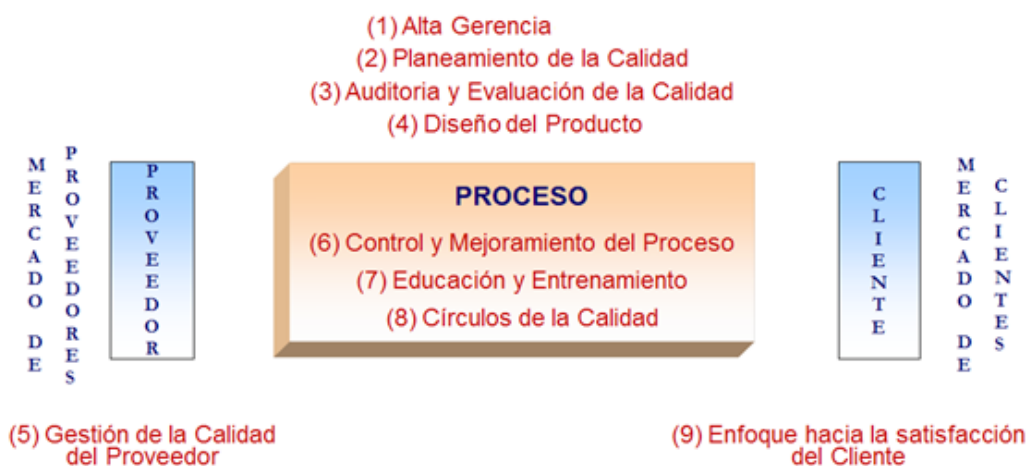 (1) Alta Gerencia
(2) Planeamiento de la Calidad
(3) Auditoria y Evaluación de la Calidad
(4) Diseño del Producto
MERCADO DE
PROVEEDORES
PROVEEDOR
PROCESO
(6) Control y Mejoramiento del Proceso
(7) Educación y Entrenamiento
(8) Círculos de la Calidad
CLIENTE
MERCADO DE
CLIENTES
(5) Gestión de la Calidad
del Proveedor
(9) Enfoque hacia la satisfacción
del Cliente